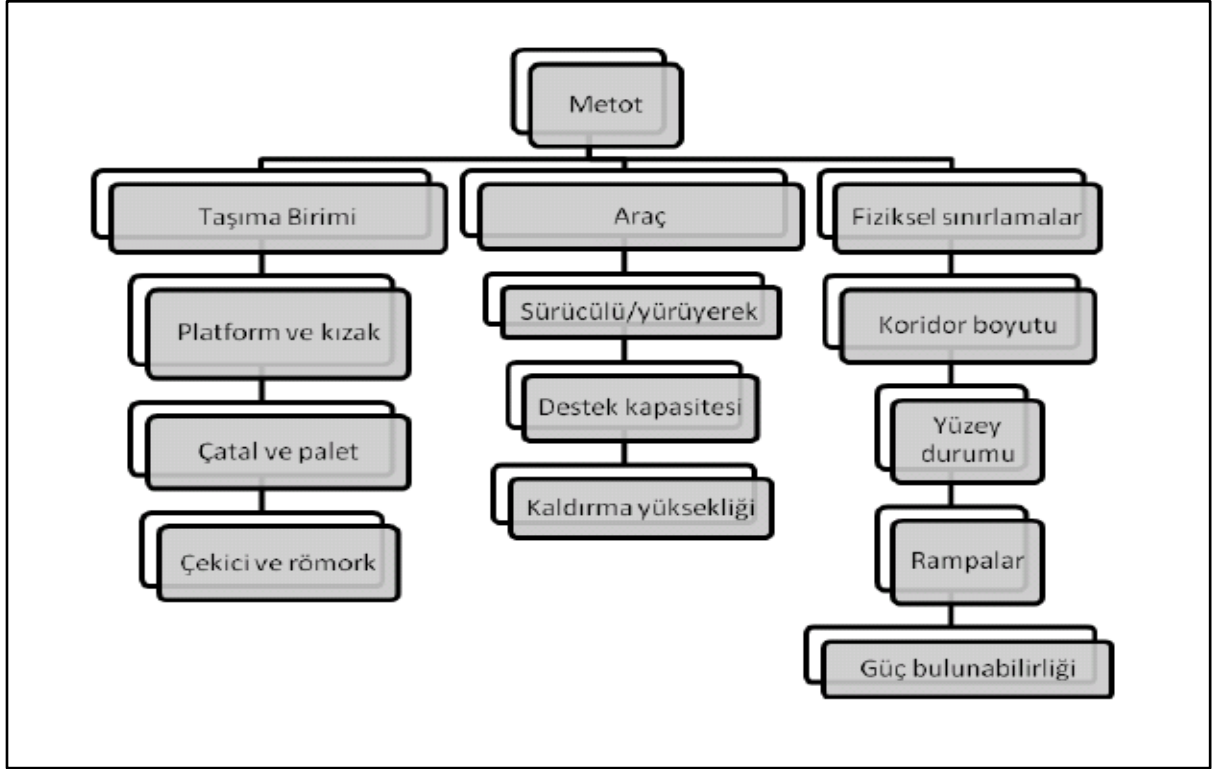 Metot
Taşıma Birimi
Platform ve kızak
Çatal ve palet
Çekici ve römork
Araç
Sürücülü/yürüyerek
Destek kapasitesi
Kaldırma yüksekliği
Fiziksel sınırlamalar
Koridor boyutu
Yüzey
durumu
Rampalar
Güç bulunabilirliği